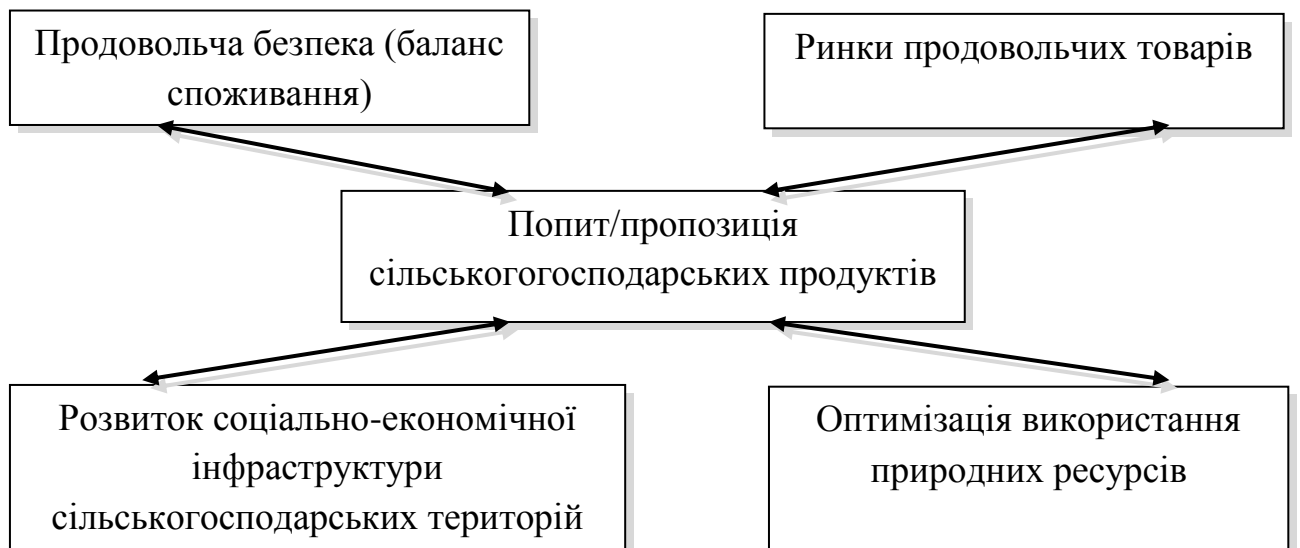 Продовольча безпека (баланс
споживання)
Ринки продовольчих товарів
Попит/пропозиція
сільськогогосподарських продуктів
Розвиток соціально-економічної
інфраструктури
сільськогосподарських територій
Оптимізація використання
природних ресурсів